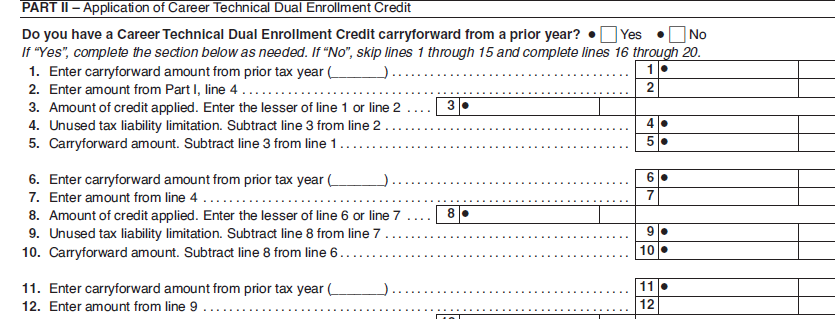 PART II – Application of Career Technical Dual Enrollment Credit
Do you have a Career Technical Dual Enrollment Credit carryforward from a prior year? ● Yes ● No
If “Yes”, complete the section below as needed. If “No”, skip lines 1 through 15 and complete lines 16 through 20.
1. Enter carryforward amount from prior tax year (_______) 1 ●
2. Enter amount from Part I, line 4 2
3. Amount of credit applied. Enter the lesser of line 1 or line 2 .... 3 ●
4. Unused tax liability limitation. Subtract line 3 from line 2 4 ●
5. Carryforward amount. Subtract line 3 from line 1 5 ●
6. Enter carryforward amount from prior tax year (_______) 6 ●
7. Enter amount from line 4 7
8. Amount of credit applied. Enter the lesser of line 6 or line 7 .... 8 ●
9. Unused tax liability limitation. Subtract line 8 from line 7 9 ●
10. Carryforward amount. Subtract line 8 from line 6 10 ●
11. Enter carryforward amount from prior tax year (_______) 11 ●
12. Enter amount from line 9 12